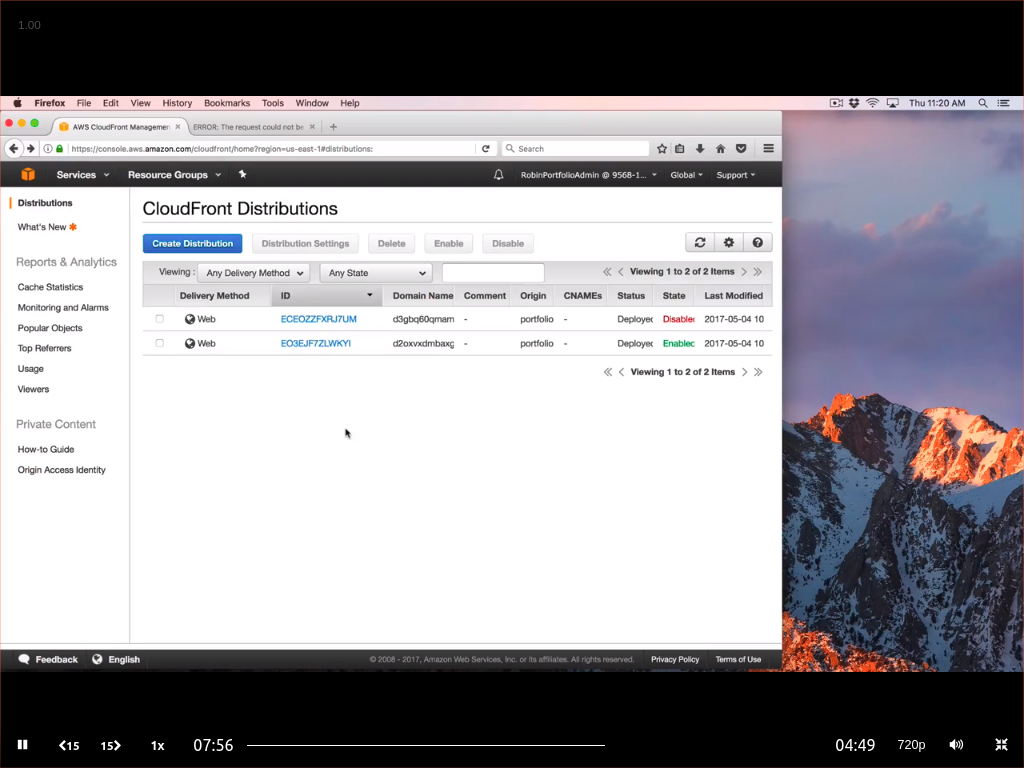 1.00
Firefox File Edit View History Bookmarks Tools Window Help Thu 11:20 AM
AWS CloudFront Managemen × ERROR: The request could not be × +
https://console.aws.amazon.com/cloudfront/home?region=us-east-1#distributions: Search
Services Resource Groups RobinPortfolioAdmin @ 9568-1... Global Support
Distributions
What's New
Reports & Analytics
Cache Statistics
Monitoring and Alarms
Popular Objects
Top Referrers
Usage
Viewers
Private Content
How-to Guide
Origin Access Identity
CloudFront Distributions
Create Distribution Distribution Settings Delete Enable Disable
Viewing : Any Delivery Method Any State Viewing 1 to 2 of 2 Items
Delivery Method ID Domain Name Comment Origin CNAMEs Status State Last Modified
Web ECEOZZFXRJ7UM d3gbq60qmam - portfolio - Deployed Disabled 2017-05-04 10
Web EO3EJF7ZLWKYI d2oxvxdmbaxg - portfolio - Deployed Enabled 2017-05-04 10
Viewing 1 to 2 of 2 Items
Feedback English © 2008 - 2017, Amazon Web Services, Inc. or its affiliates. All rights reserved. Privacy Policy Terms of Use
15 15 1x 07:56 04:49 720p